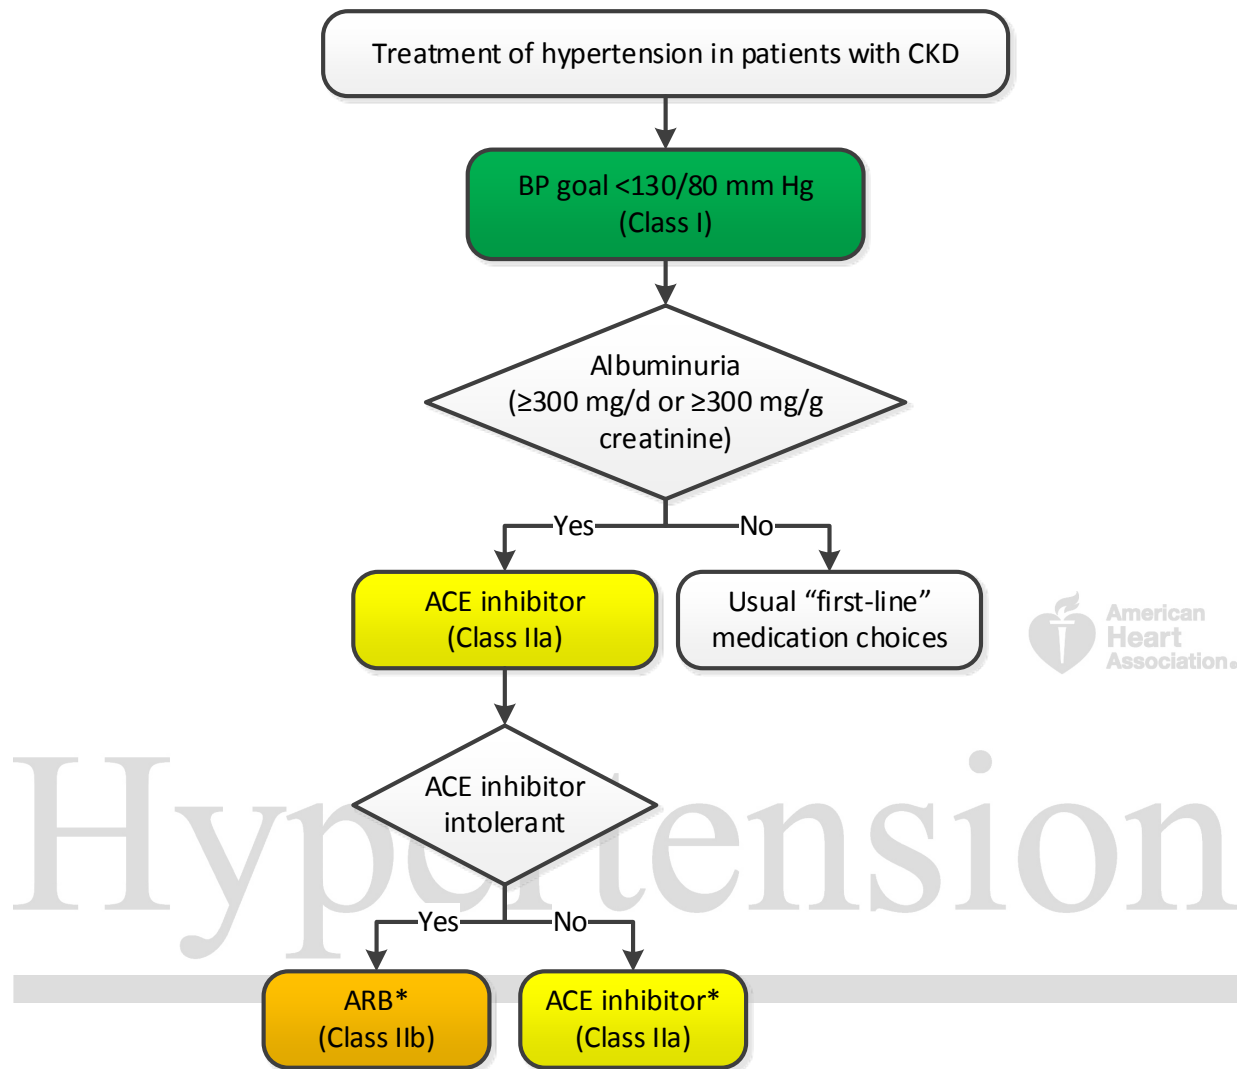 Treatment of hypertension in patients with CKD
BP goal <130/80 mm Hg
(Class I)
Albuminuria
(≥300 mg/d or ≥300 mg/g
creatinine)
Yes
No
ACE inhibitor
(Class IIa)
Usual “first-line”
medication choices
American
Heart
Association.
ACE inhibitor
intolerant
Hypertension
Yes
No
ARB*
(Class IIb)
ACE inhibitor*
(Class IIa)